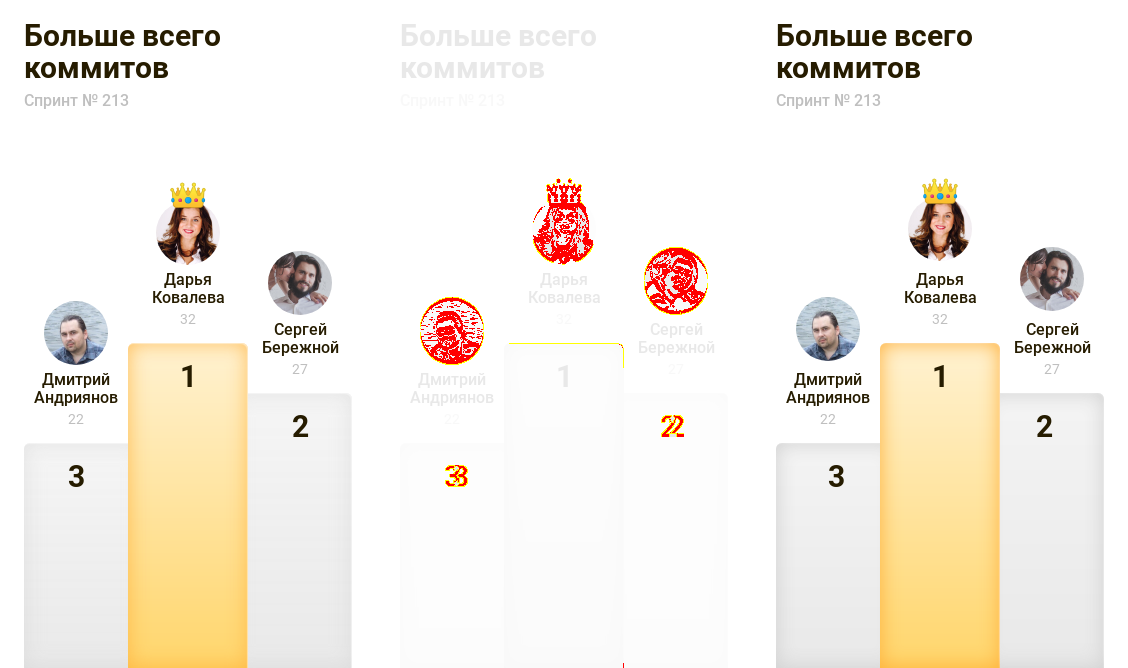 Больше всего
коммитов
Спринт № 213
Дарья
Ковалева
32
Сергей
Бережной
27
Дмитрий
Андриянов
22
1
2
3
Больше всего
коммитов
Спринт № 213
Дарья
Ковалева
32
Сергей
Бережной
27
Дмитрий
Андриянов
22
1
2
3
Больше всего
коммитов
Спринт № 213
Дарья
Ковалева
32
Сергей
Бережной
27
Дмитрий
Андриянов
22
1
2
3